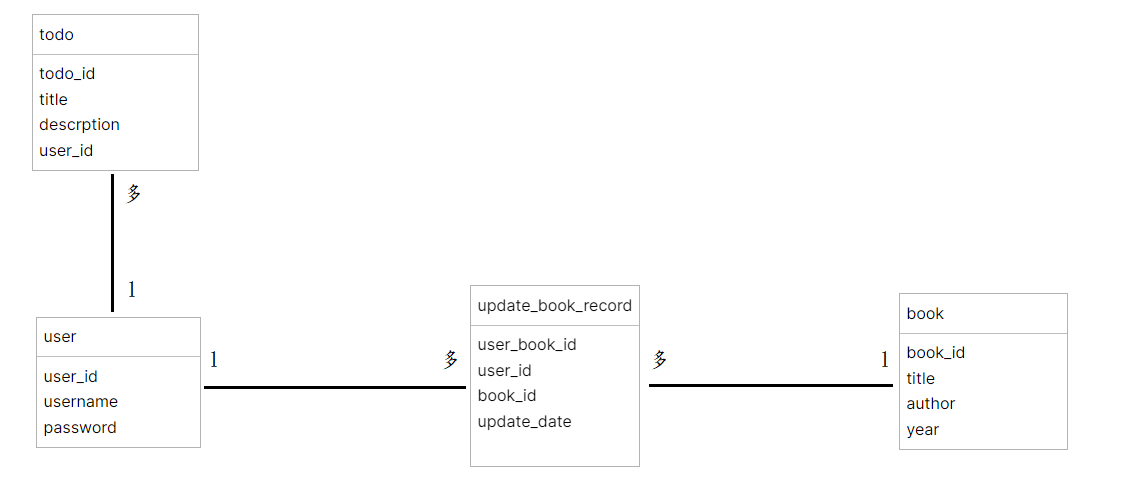 todo
todo_id
title
descrption
user_id
多
1
user
user_id
username
password
1
多
update_book_record
user_book_id
user_id
book_id
update_date
多
1
book
book_id
title
author
year